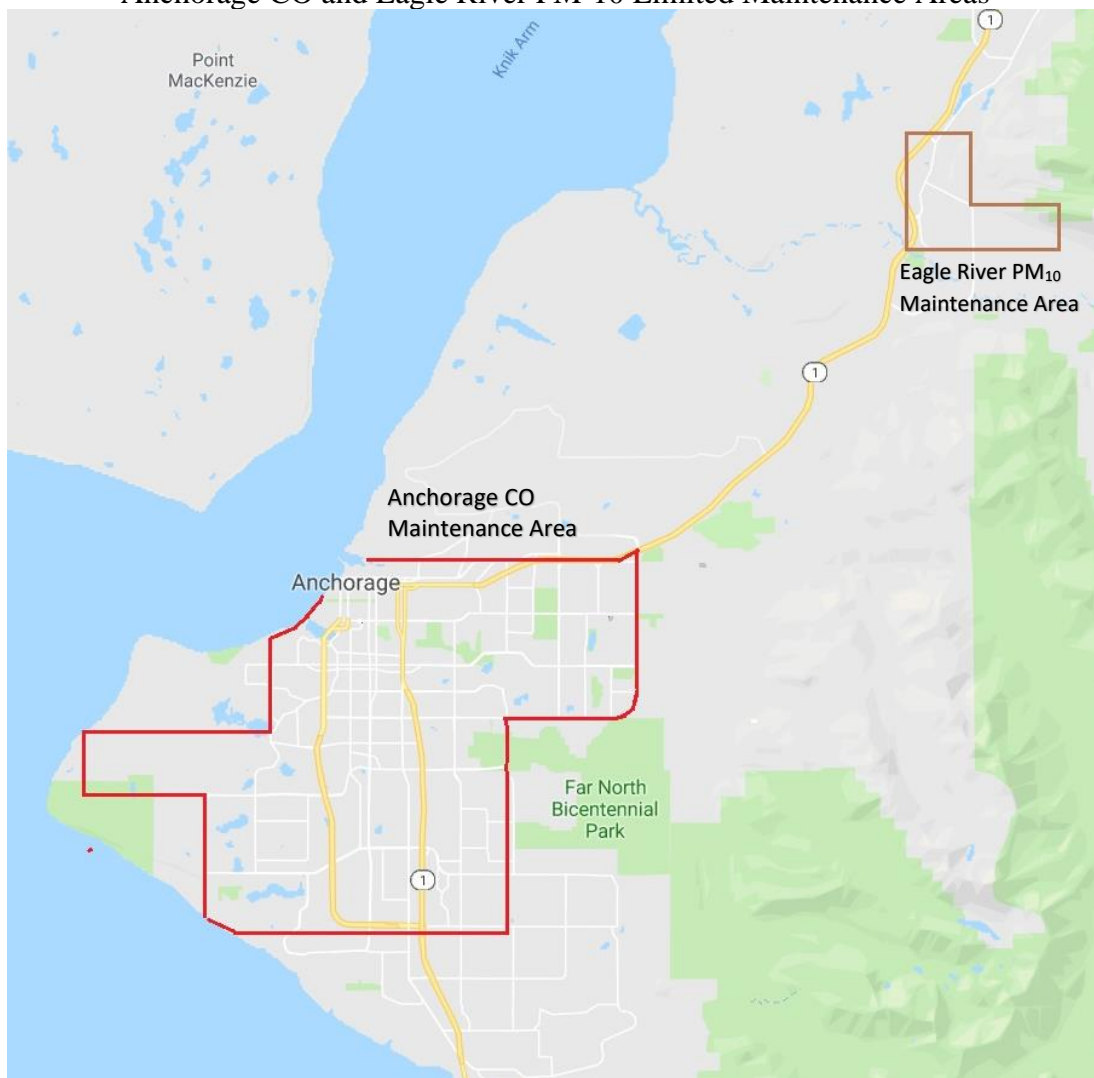 Anchorage CO and Eagle River PM-10 Limited Maintenance Areas
1
Point
MacKenzie
Knik Arm
Eagle River PM₁₀
Maintenance Area
1
Anchorage CO
Maintenance Area
Anchorage
Far North
Bicentennial
Park
1